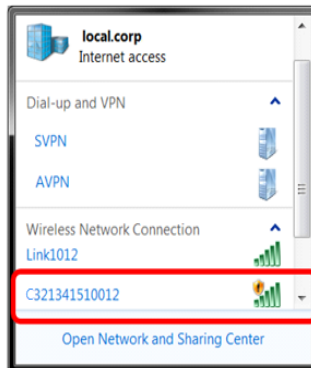 local.corp
Internet access
Dial-up and VPN
SVPN
AVPN
Wireless Network Connection
Link1012
C321341510012
Open Network and Sharing Center